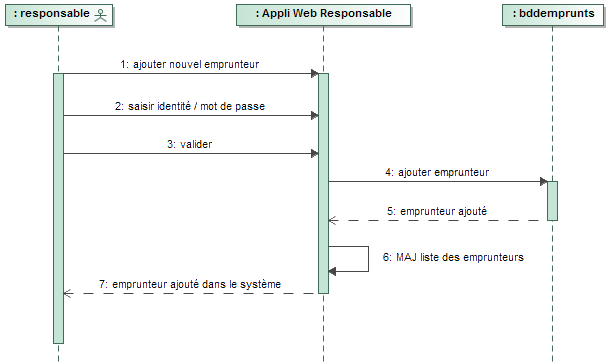 : responsable
: Appli Web Responsable
: bddemprunts
1: ajouter nouvel emprunteur
2: saisir identité / mot de passe
3: valider
4: ajouter emprunteur
5: emprunteur ajouté
6: MAJ liste des emprunteurs
7: emprunteur ajouté dans le système